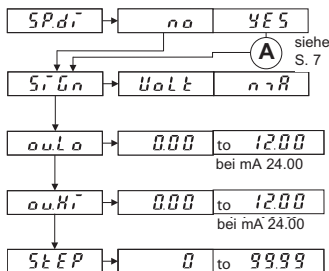 SP.di no YES
A siehe
S. 7
SiGn Volt mA
ou.Lo 0.00 to 12.00
bei mA 24.00
ou.Hi 0.00 to 12.00
bei mA 24.00
StEP 0 to 99.99